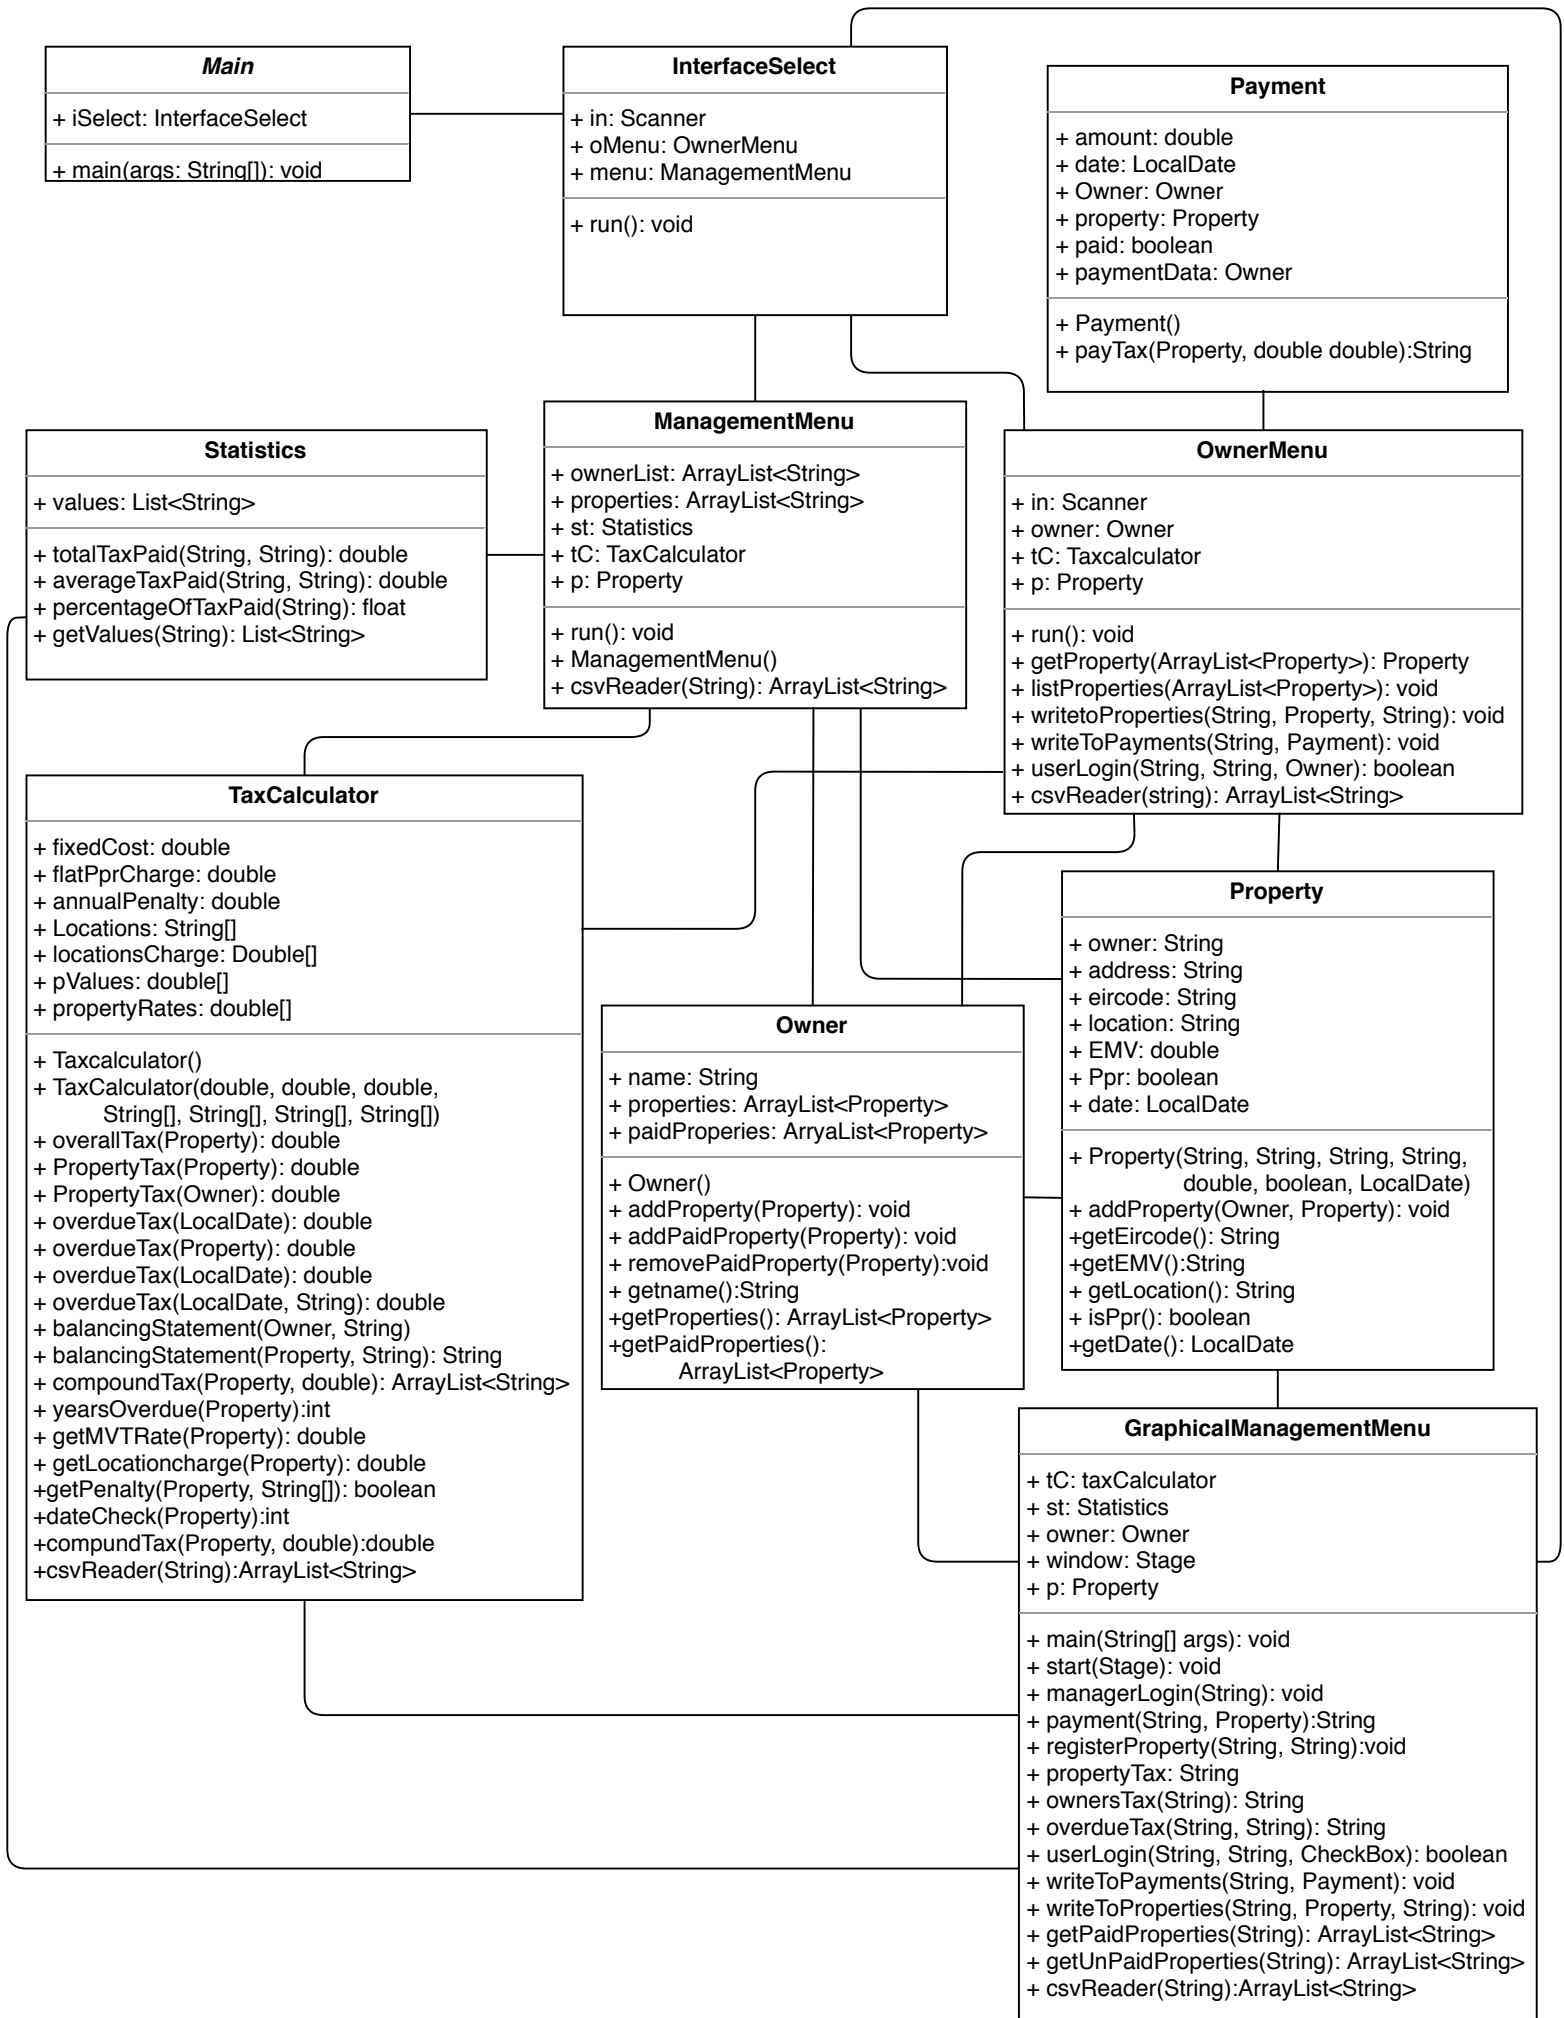 Main
+ iSelect: InterfaceSelect
+ main(args: String[]): void
InterfaceSelect
+ in: Scanner
+ oMenu: OwnerMenu
+ menu: ManagementMenu
+ run(): void
Payment
+ amount: double
+ date: LocalDate
+ Owner: Owner
+ property: Property
+ paid: boolean
+ paymentData: Owner
+ Payment()
+ payTax(Property, double double):String
Statistics
+ values: List<String>
+ totalTaxPaid(String, String): double
+ averageTaxPaid(String, String): double
+ percentageOfTaxPaid(String): float
+ getValues(String): List<String>
ManagementMenu
+ ownerList: ArrayList<String>
+ properties: ArrayList<String>
+ st: Statistics
+ tC: TaxCalculator
+ p: Property
+ run(): void
+ ManagementMenu()
+ csvReader(String): ArrayList<String>
OwnerMenu
+ in: Scanner
+ owner: Owner
+ tC: Taxcalculator
+ p: Property
+ run(): void
+ getProperty(ArrayList<Property>): Property
+ listProperties(ArrayList<Property>): void
+ writetoProperties(String, Property, String): void
+ writeToPayments(String, Payment): void
+ userLogin(String, String, Owner): boolean
+ csvReader(string): ArrayList<String>
TaxCalculator
+ fixedCost: double
+ flatPprCharge: double
+ annualPenalty: double
+ Locations: String[]
+ locationsCharge: Double[]
+ pValues: double[]
+ propertyRates: double[]
+ Taxcalculator()
+ TaxCalculator(double, double, double,
String[], String[], String[], String[])
+ overallTax(Property): double
+ PropertyTax(Property): double
+ PropertyTax(Owner): double
+ overdueTax(LocalDate): double
+ overdueTax(Property): double
+ overdueTax(LocalDate): double
+ overdueTax(LocalDate, String): double
+ balancingStatement(Owner, String)
+ balancingStatement(Property, String): String
+ compoundTax(Property, double): ArrayList<String>
+ yearsOverdue(Property):int
+ getMVTRate(Property): double
+ getLocationcharge(Property): double
+getPenalty(Property, String[]): boolean
+dateCheck(Property):int
+compundTax(Property, double):double
+csvReader(String):ArrayList<String>
Owner
+ name: String
+ properties: ArrayList<Property>
+ paidProperies: ArryaList<Property>
+ Owner()
+ addProperty(Property): void
+ addPaidProperty(Property): void
+ removePaidProperty(Property):void
+ getname():String
+getProperties(): ArrayList<Property>
+getPaidProperties():
ArrayList<Property>
Property
+ owner: String
+ address: String
+ eircode: String
+ location: String
+ EMV: double
+ Ppr: boolean
+ date: LocalDate
+ Property(String, String, String, String,
double, boolean, LocalDate)
+ addProperty(Owner, Property): void
+getEircode(): String
+getEMV():String
+ getLocation(): String
+ isPpr(): boolean
+getDate(): LocalDate
GraphicalManagementMenu
+ tC: taxCalculator
+ st: Statistics
+ owner: Owner
+ window: Stage
+ p: Property
+ main(String[] args): void
+ start(Stage): void
+ managerLogin(String): void
+ payment(String, Property):String
+ registerProperty(String, String):void
+ propertyTax: String
+ ownersTax(String): String
+ overdueTax(String, String): String
+ userLogin(String, String, CheckBox): boolean
+ writeToPayments(String, Payment): void
+ writeToProperties(String, Property, String): void
+ getPaidProperties(String): ArrayList<String>
+ getUnPaidProperties(String): ArrayList<String>
+ csvReader(String):ArrayList<String>